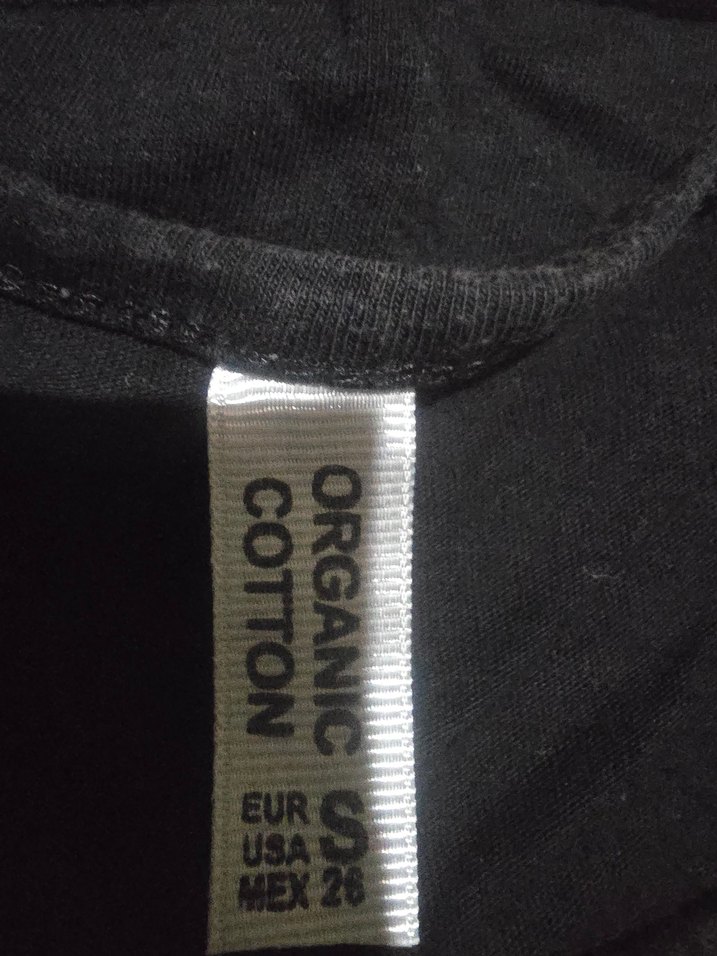 ORGANIC
COTTON
EUR
USA S
MEX 26